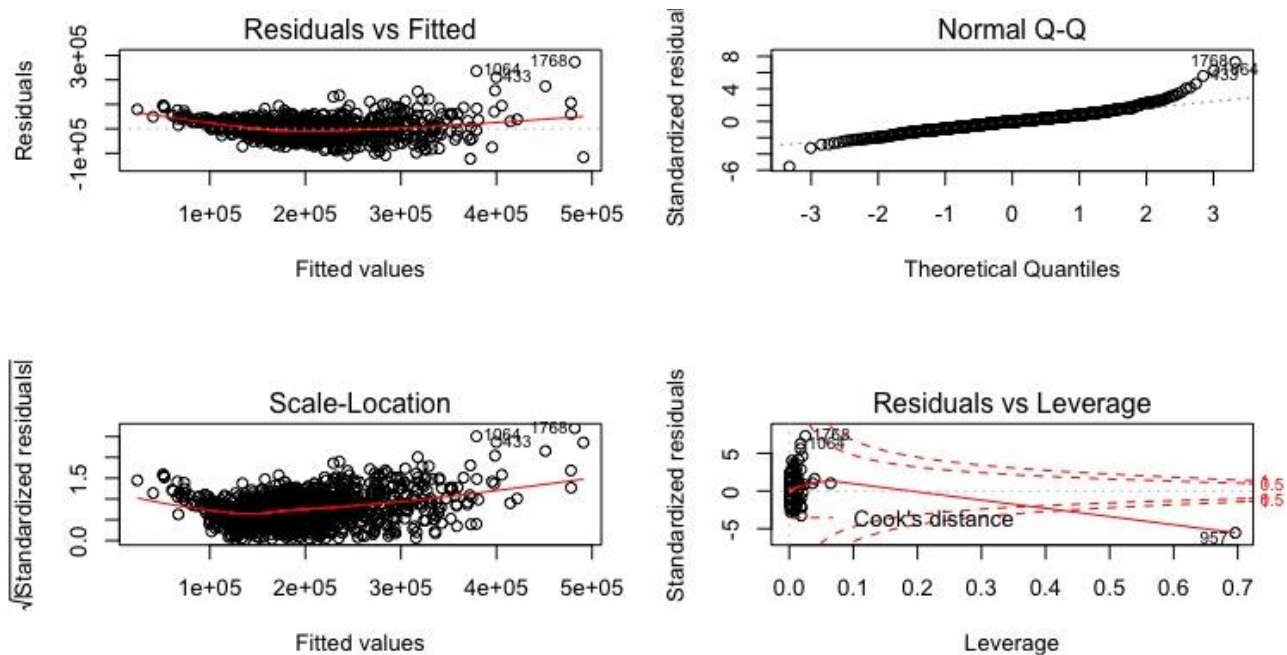 Residuals vs Fitted
Residuals
3e+05
-1e+05
1064
1768
433
1e+05 2e+05 3e+05 4e+05 5e+05
Fitted values
Normal Q-Q
Standardized residual
8
4
0
-6
1768
433
-3 -2 -1 0 1 2 3
Theoretical Quantiles
Scale-Location
√|Standardized residuals|
1.5
0.0
1064
1768
433
1e+05 2e+05 3e+05 4e+05 5e+05
Fitted values
Residuals vs Leverage
Standardized residuals
5
0
-5
1768
1064
Cook's distance
957
0.5
0.0 0.1 0.2 0.3 0.4 0.5 0.6 0.7
Leverage